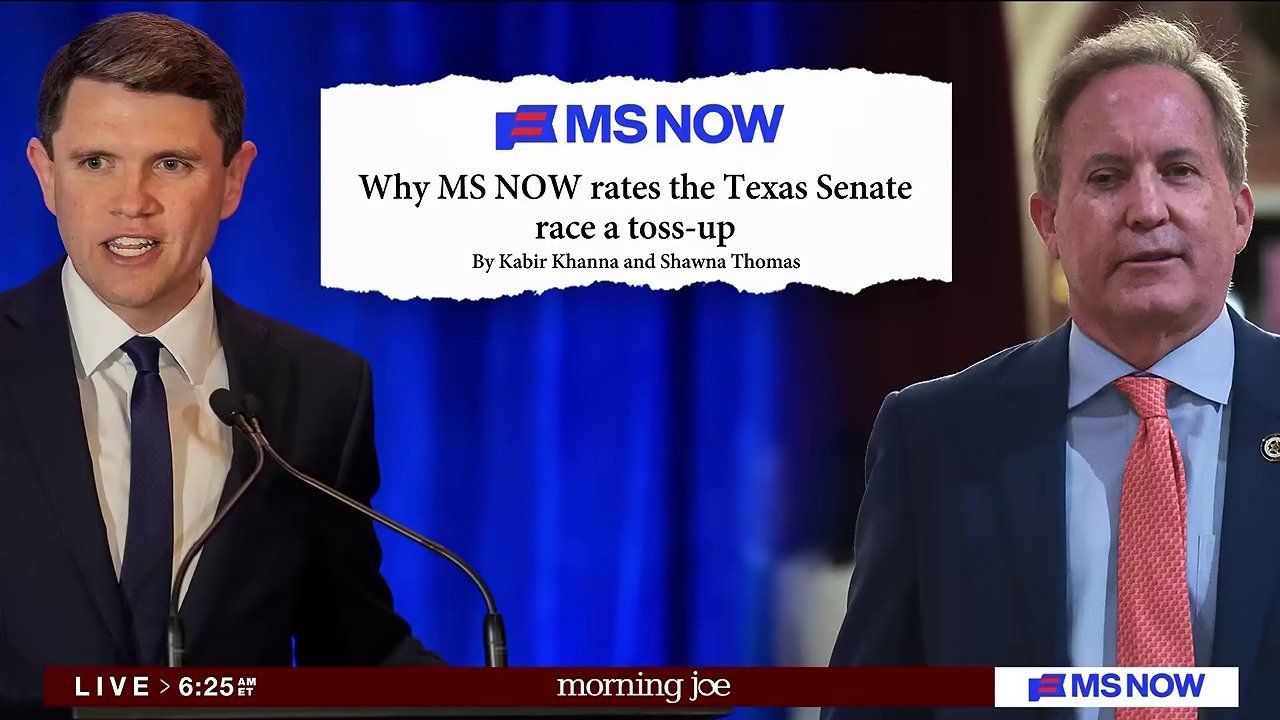 MS NOW
Why MS NOW rates the Texas Senate
race a toss-up
By Kabir Khanna and Shawna Thomas
LIVE > 6:25 AM ET
morning joe
MS NOW